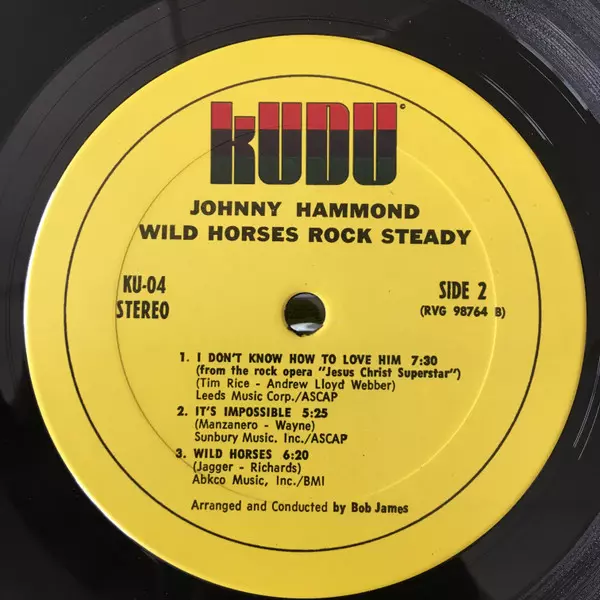 KUDU©
JOHNNY HAMMOND
WILD HORSES ROCK STEADY
KU-04
STEREO
SIDE 2
(RVG 98764 B)
1. I DON'T KNOW HOW TO LOVE HIM 7:30
(from the rock opera "Jesus Christ Superstar")
(Tim Rice - Andrew Lloyd Webber)
Leeds Music Corp./ASCAP
2. IT'S IMPOSSIBLE 5:25
(Manzanero - Wayne)
Sunbury Music. Inc./ASCAP
3. WILD HORSES 6:20
(Jagger - Richards)
Abkco Music, Inc./BMI
Arranged and Conducted by Bob James